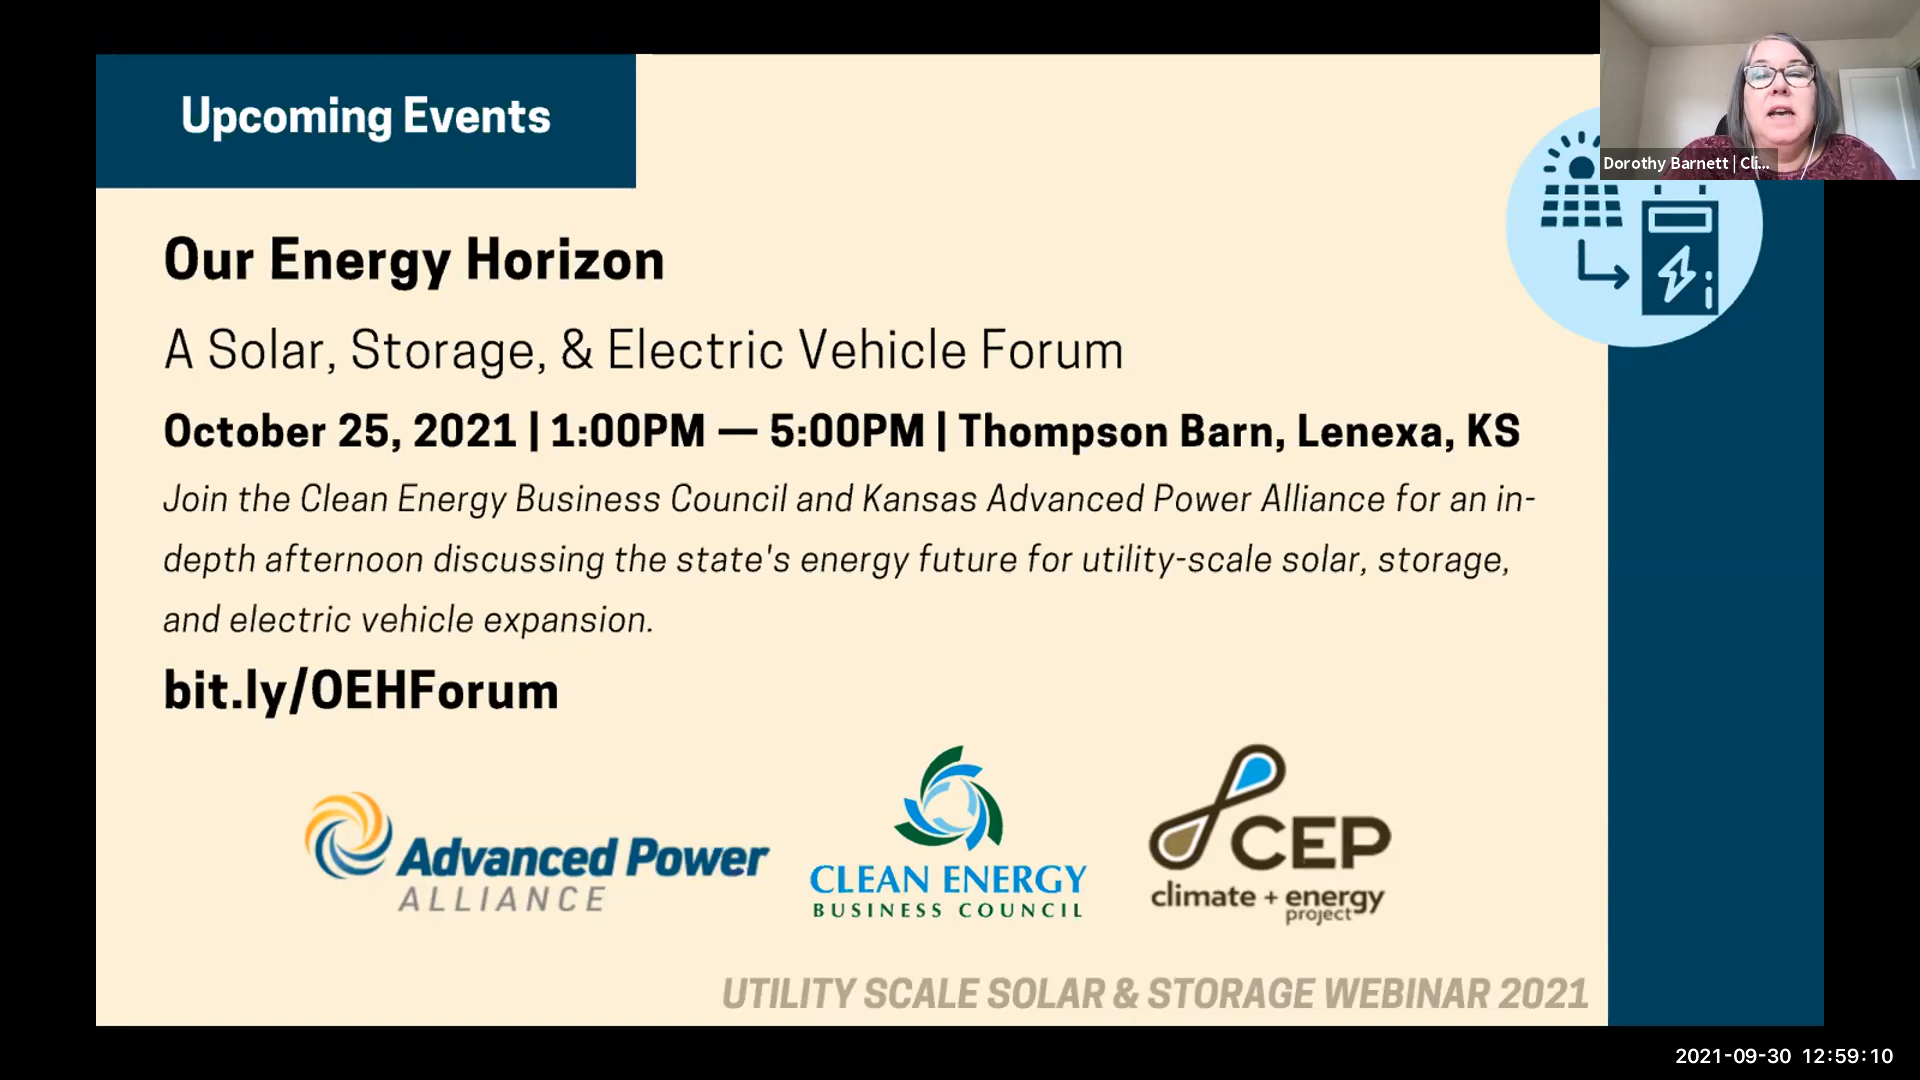 Upcoming Events
Dorothy Barnett | Cli...
Our Energy Horizon
A Solar, Storage, & Electric Vehicle Forum
October 25, 2021 | 1:00PM — 5:00PM | Thompson Barn, Lenexa, KS
Join the Clean Energy Business Council and Kansas Advanced Power Alliance for an in-
depth afternoon discussing the state's energy future for utility-scale solar, storage,
and electric vehicle expansion.
bit.ly/OEHForum
Advanced Power
ALLIANCE
CLEAN ENERGY
BUSINESS COUNCIL
CEP
climate + energy
project
UTILITY SCALE SOLAR & STORAGE WEBINAR 2021
2021-09-30 12:59:10